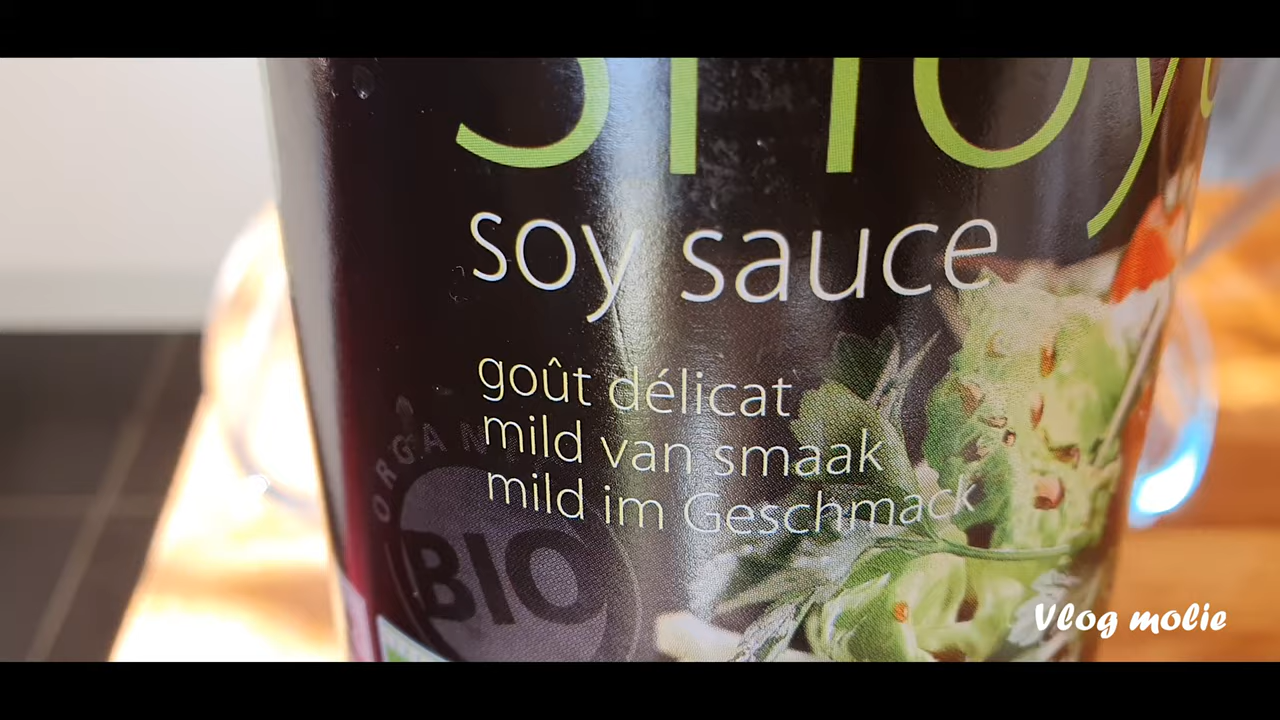 soy sauce
goût délicat
mild van smaak
mild im Geschmack
BIO
Vlog molie